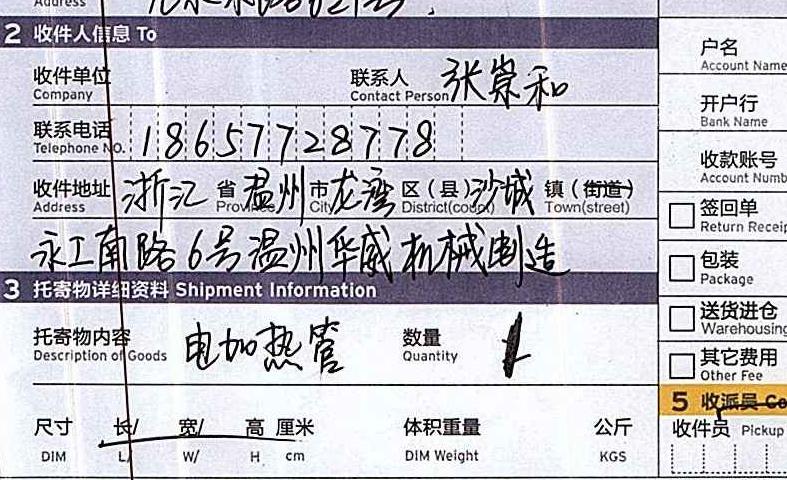 Address
2 收件人信息 To
户名
Account Name
收件单位 联系人 张崇和
Company Contact Person
开户行
Bank Name
联系电话 18657728778
Telephone NO.
收款账号
收件地址 浙江 省 温州 市 龙湾 区(县) 沙城 镇(街道)
Address Province City District(county) Town(street)
签回单
永工南路6号温州华威机械制造
包装
Package
3 托寄物详细资料 Shipment Information
送货进仓
Warehousing
托寄物内容 电加热管 数量 1
Description of Goods Quantity
其它费用
Other Fee
5 收派员
尺寸 长/ 宽/ 高 厘米 体积重量 公斤
DIM L/ W/ H cm DIM Weight KGS
收件员 Pickup